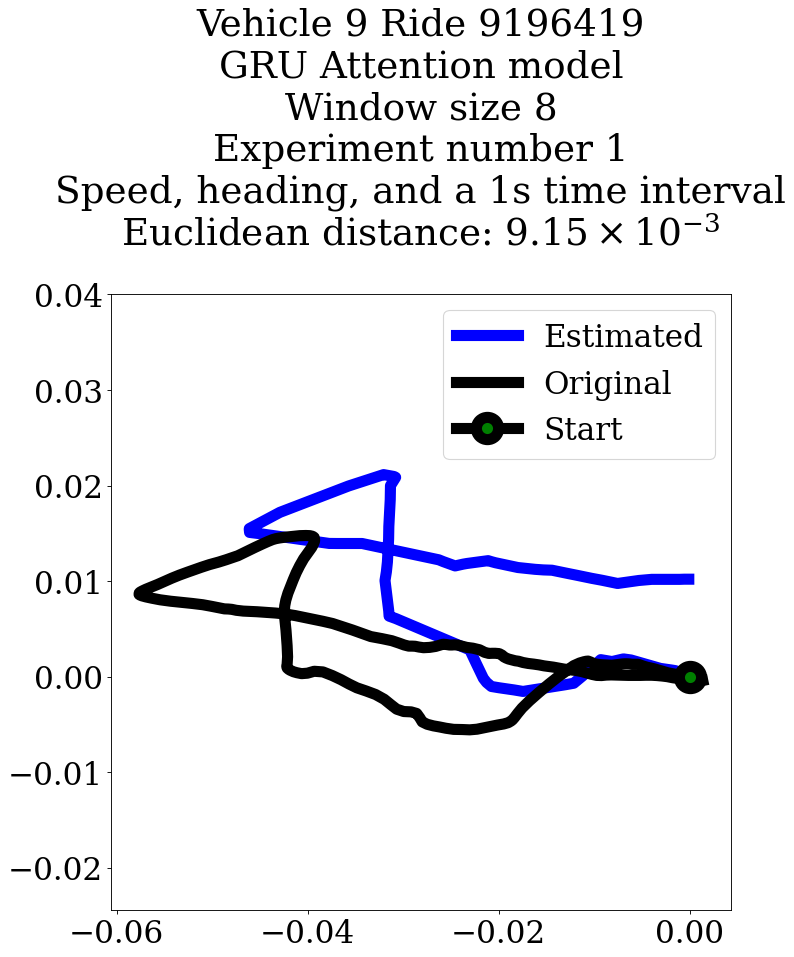 Vehicle 9 Ride 9196419
GRU Attention model
Window size 8
Experiment number 1
Speed, heading, and a 1s time interval
Euclidean distance: 9.15 × 10⁻³
0.04
0.03
0.02
0.01
0.00
−0.01
−0.02
Estimated
Original
Start
−0.06 −0.04 −0.02 0.00